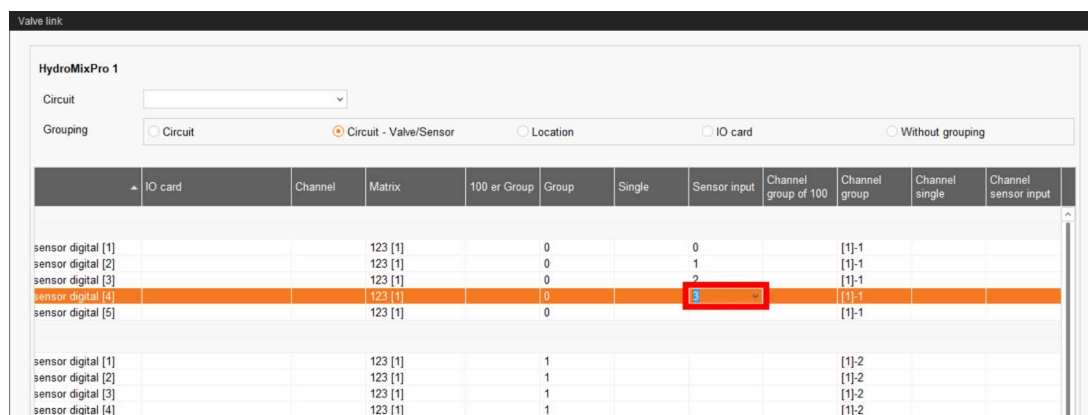 Valve link
HydroMixPro 1
Circuit
Grouping Circuit Circuit - Valve/Sensor Location IO card Without grouping
IO card Channel Matrix 100 er Group Group Single Sensor input Channel group of 100 Channel group Channel single Channel sensor input
sensor digital [1] 123 [1] 0 0 [1]-1
sensor digital [2] 123 [1] 0 1 [1]-1
sensor digital [3] 123 [1] 0 2 [1]-1
sensor digital [4] 123 [1] 0 3 [1]-1
sensor digital [5] 123 [1] 0 [1]-1
sensor digital [1] 123 [1] 1 [1]-2
sensor digital [2] 123 [1] 1 [1]-2
sensor digital [3] 123 [1] 1 [1]-2
sensor digital [4] 123 [1] 1 [1]-2